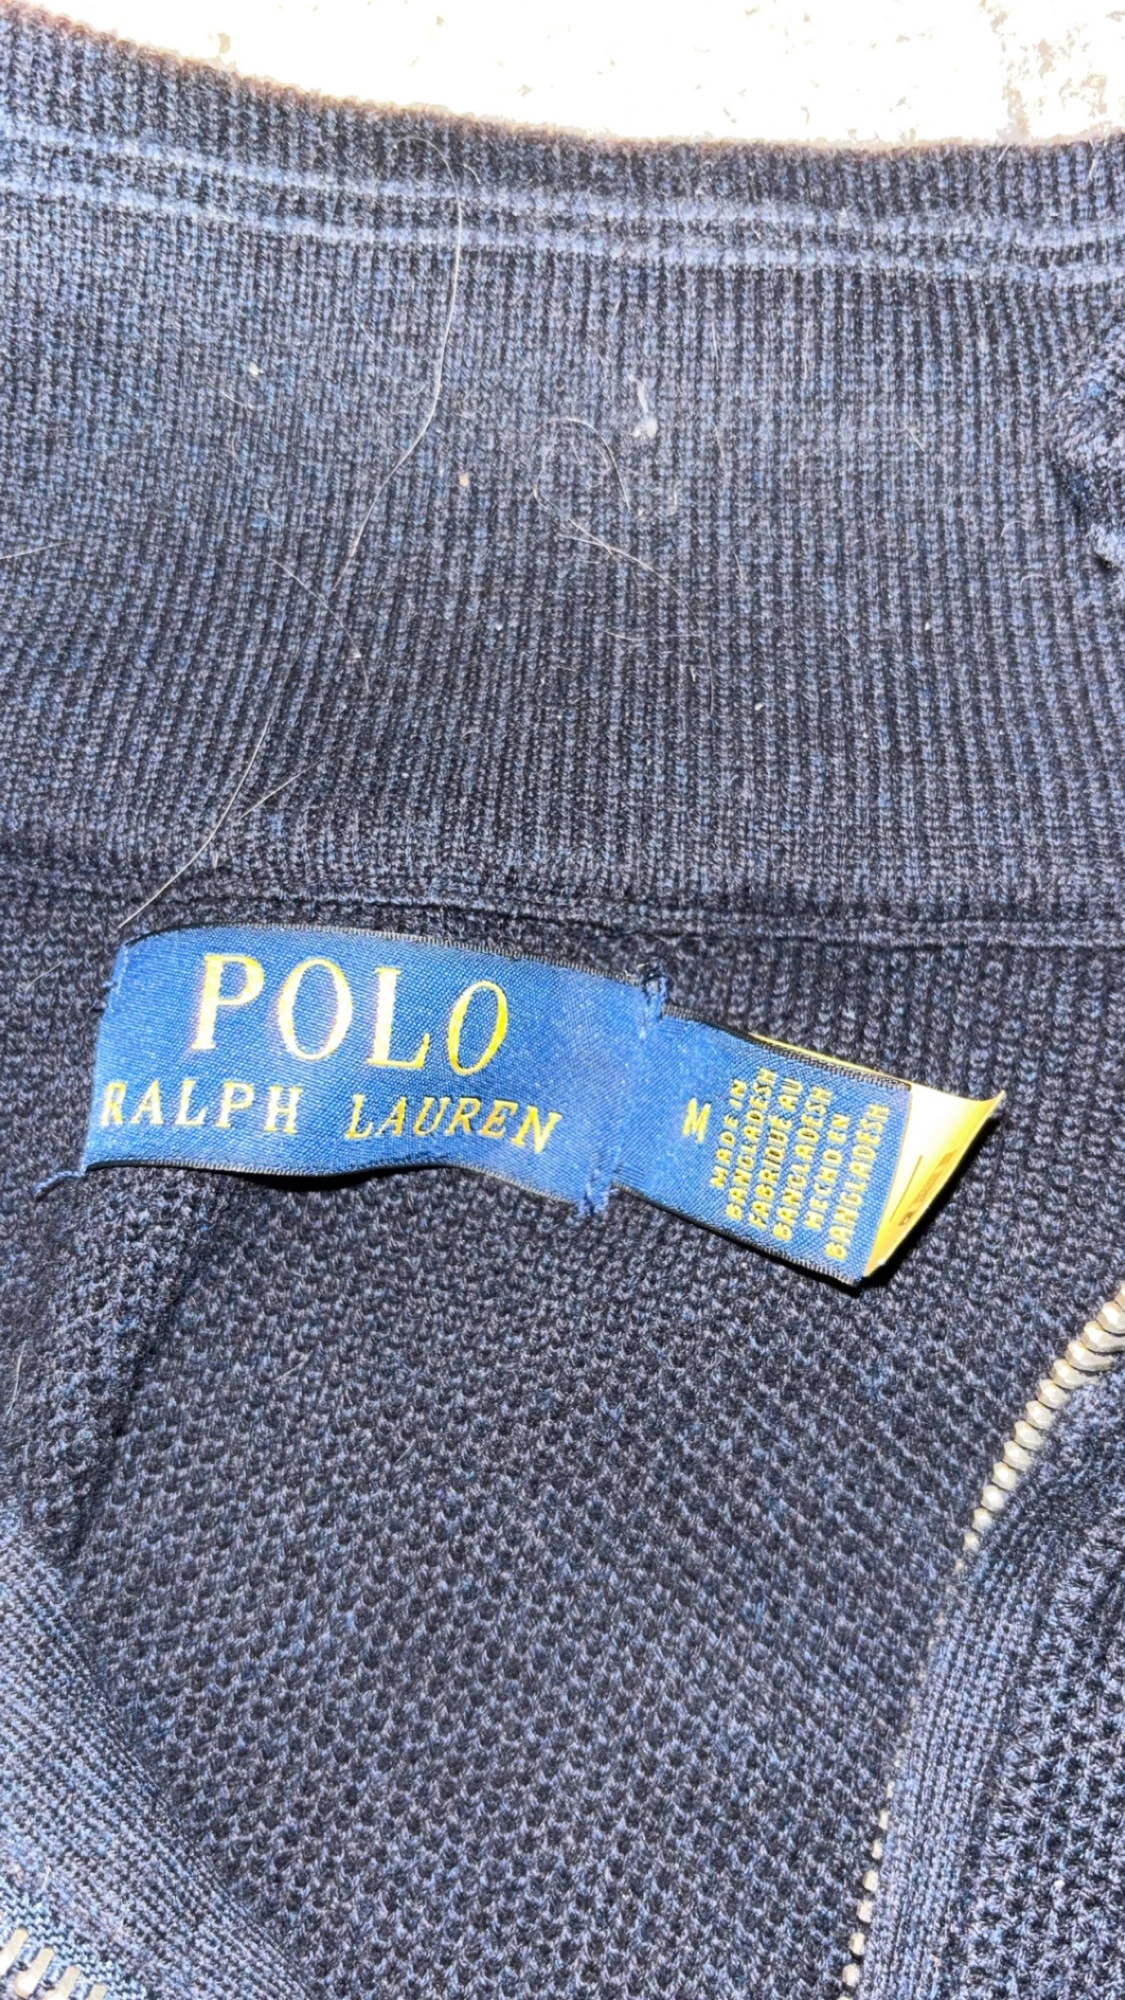 POLO
RALPH LAUREN
M
MADE IN
BANGLADESH
FABRIQUE AU
BANGLADESH
HECHO EN
BANGLADESH